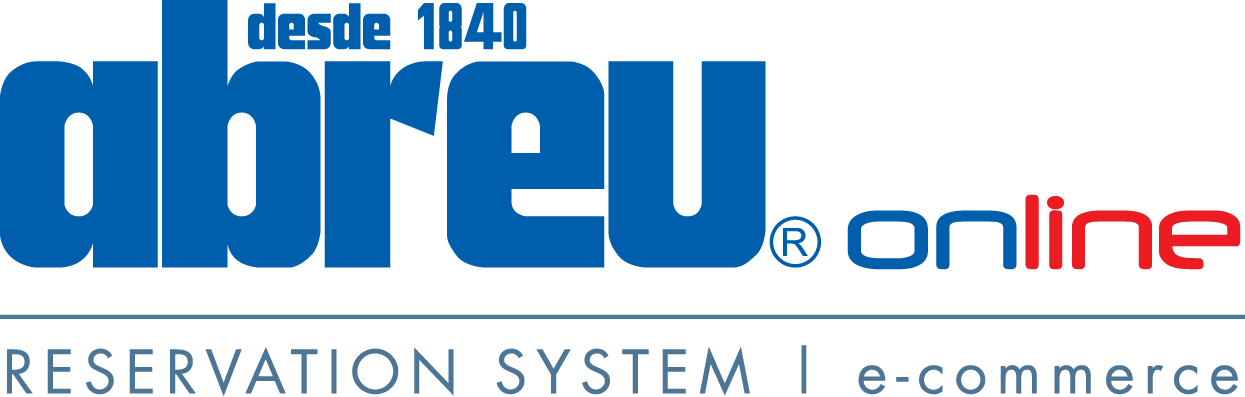 desde 1840
abreu® online
RESERVATION SYSTEM | e-commerce